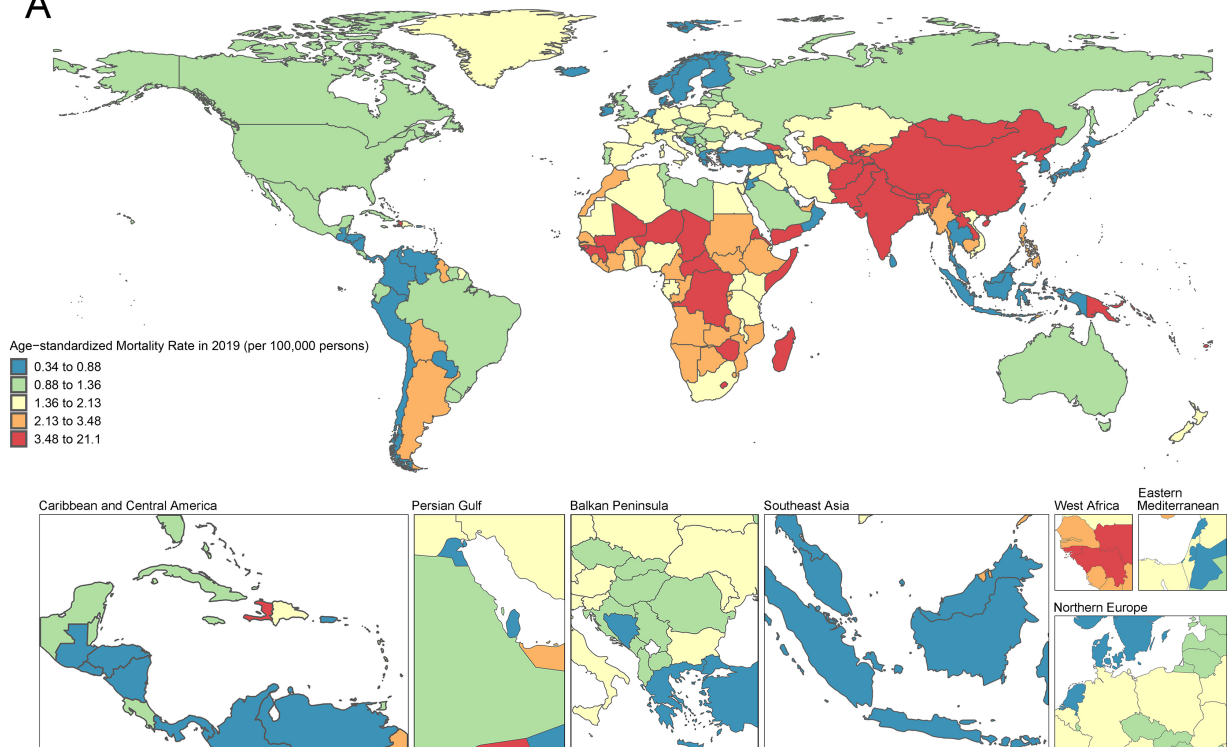 A
Age−standardized Mortality Rate in 2019 (per 100,000 persons)
0.34 to 0.88
0.88 to 1.36
1.36 to 2.13
2.13 to 3.48
3.48 to 21.1
Caribbean and Central America
Persian Gulf
Balkan Peninsula
Southeast Asia
West Africa
Eastern
Mediterranean
Northern Europe